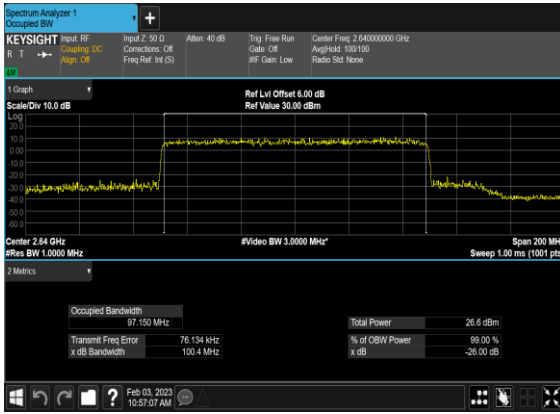 Spectrum Analyzer 1
Occupied BW
KEYSIGHT Input: RF Input Z: 50 Ω Atten: 40 dB Trig: Free Run Center Freq: 2.640000000 GHz
R T Coupling: DC Corrections: Off Gate: Off Avg|Hold: 100/100
Align: Off Freq Ref: Int (S) #IF Gain: Low Radio Std: None
LW
1 Graph
Ref Lvl Offset 6.00 dB
Scale/Div 10.0 dB Ref Value 30.00 dBm
Log
20.0
10.0
0.00
-10.0
-20.0
-30.0
-40.0
-50.0
-60.0
Center 2.64 GHz #Video BW 3.0000 MHz* Span 200 MH
#Res BW 1.0000 MHz Sweep 1.00 ms (1001 pts
2 Metrics
Occupied Bandwidth
97.150 MHz Total Power 26.6 dBm
Transmit Freq Error 76.134 kHz % of OBW Power 99.00 %
x dB Bandwidth 100.4 MHz x dB -26.00 dB
Feb 03, 2023
10:57:07 AM